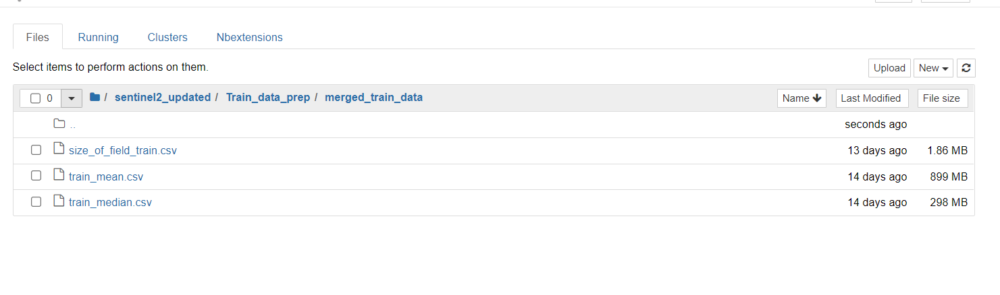 Files Running Clusters Nbextensions
Select items to perform actions on them.
Upload New
0 / sentinel2_updated / Train_data_prep / merged_train_data Name Last Modified File size
.. seconds ago
size_of_field_train.csv 13 days ago 1.86 MB
train_mean.csv 14 days ago 899 MB
train_median.csv 14 days ago 298 MB